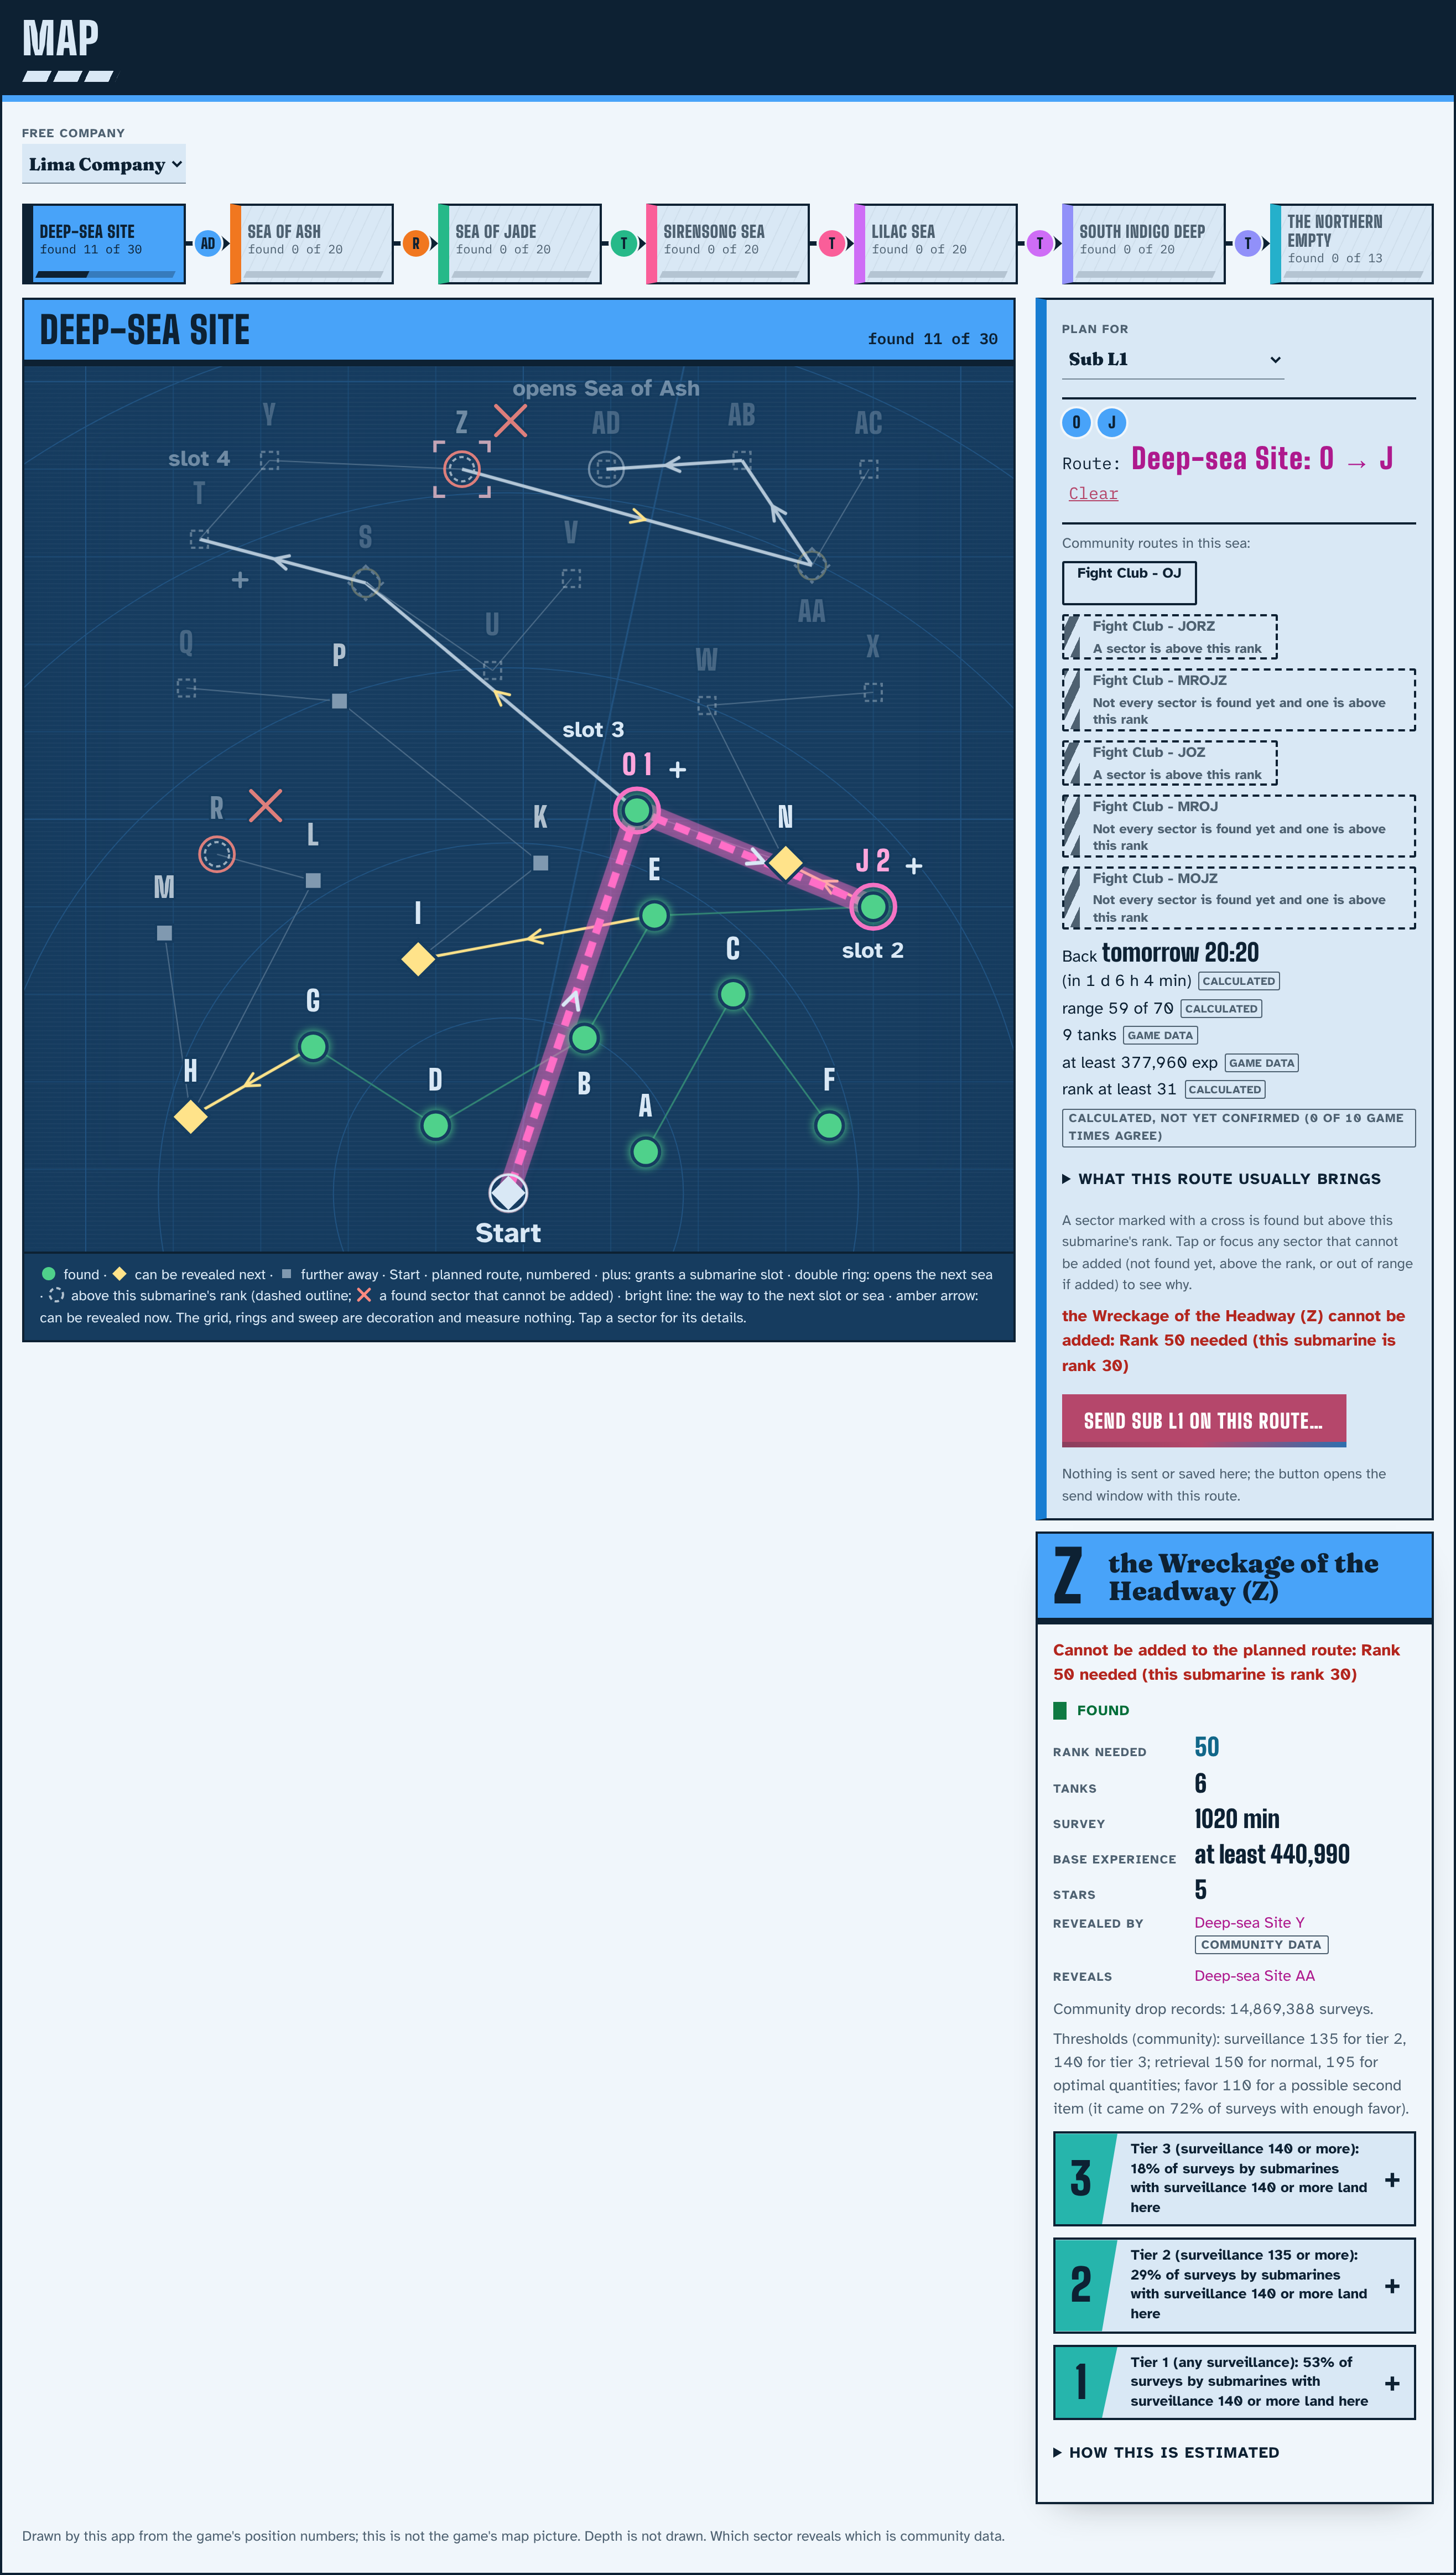 MAP
FREE COMPANY
Lima Company
DEEP-SEA SITE
found 11 of 30
AD
SEA OF ASH
found 0 of 20
R
SEA OF JADE
found 0 of 20
T
SIRENSONG SEA
found 0 of 20
T
LILAC SEA
found 0 of 20
T
SOUTH INDIGO DEEP
found 0 of 20
T
THE NORTHERN
EMPTY
found 0 of 13
DEEP-SEA SITE
found 11 of 30
opens Sea of Ash
Y
Z
AD
AB
AC
slot 4
T
S
V
+
AA
U
Q
P
W
X
slot 3
O 1 +
R
L
K
N
J 2 +
E
M
I
slot 2
C
G
H
D
B
F
A
Start
found · can be revealed next · further away · Start · planned route, numbered · plus: grants a submarine slot · double ring: opens the next sea
· above this submarine's rank (dashed outline; a found sector that cannot be added) · bright line: the way to the next slot or sea · amber arrow:
can be revealed now. The grid, rings and sweep are decoration and measure nothing. Tap a sector for its details.
PLAN FOR
Sub L1
O J
Route: Deep-sea Site: O → J
Clear
Community routes in this sea:
Fight Club - OJ
Fight Club - JORZ
A sector is above this rank
Fight Club - MROJZ
Not every sector is found yet and one is above
this rank
Fight Club - JOZ
A sector is above this rank
Fight Club - MROJ
Not every sector is found yet and one is above
this rank
Fight Club - MOJZ
Not every sector is found yet and one is above
this rank
Back tomorrow 20:20
(in 1 d 6 h 4 min) CALCULATED
range 59 of 70 CALCULATED
9 tanks GAME DATA
at least 377,960 exp GAME DATA
rank at least 31 CALCULATED
CALCULATED, NOT YET CONFIRMED (0 OF 10 GAME
TIMES AGREE)
WHAT THIS ROUTE USUALLY BRINGS
A sector marked with a cross is found but above this
submarine's rank. Tap or focus any sector that cannot
be added (not found yet, above the rank, or out of range
if added) to see why.
the Wreckage of the Headway (Z) cannot be
added: Rank 50 needed (this submarine is
rank 30)
SEND SUB L1 ON THIS ROUTE...
Nothing is sent or saved here; the button opens the
send window with this route.
Z
the Wreckage of the
Headway (Z)
Cannot be added to the planned route: Rank
50 needed (this submarine is rank 30)
FOUND
RANK NEEDED 50
TANKS 6
SURVEY 1020 min
BASE EXPERIENCE at least 440,990
STARS 5
REVEALED BY Deep-sea Site Y
COMMUNITY DATA
REVEALS Deep-sea Site AA
Community drop records: 14,869,388 surveys.
Thresholds (community): surveillance 135 for tier 2,
140 for tier 3; retrieval 150 for normal, 195 for
optimal quantities; favor 110 for a possible second
item (it came on 72% of surveys with enough favor).
3
Tier 3 (surveillance 140 or more):
18% of surveys by submarines
with surveillance 140 or more land
here
+
2
Tier 2 (surveillance 135 or more):
29% of surveys by submarines
with surveillance 140 or more land
here
+
1
Tier 1 (any surveillance): 53% of
surveys by submarines with
surveillance 140 or more land here
+
HOW THIS IS ESTIMATED
Drawn by this app from the game's position numbers; this is not the game's map picture. Depth is not drawn. Which sector reveals which is community data.